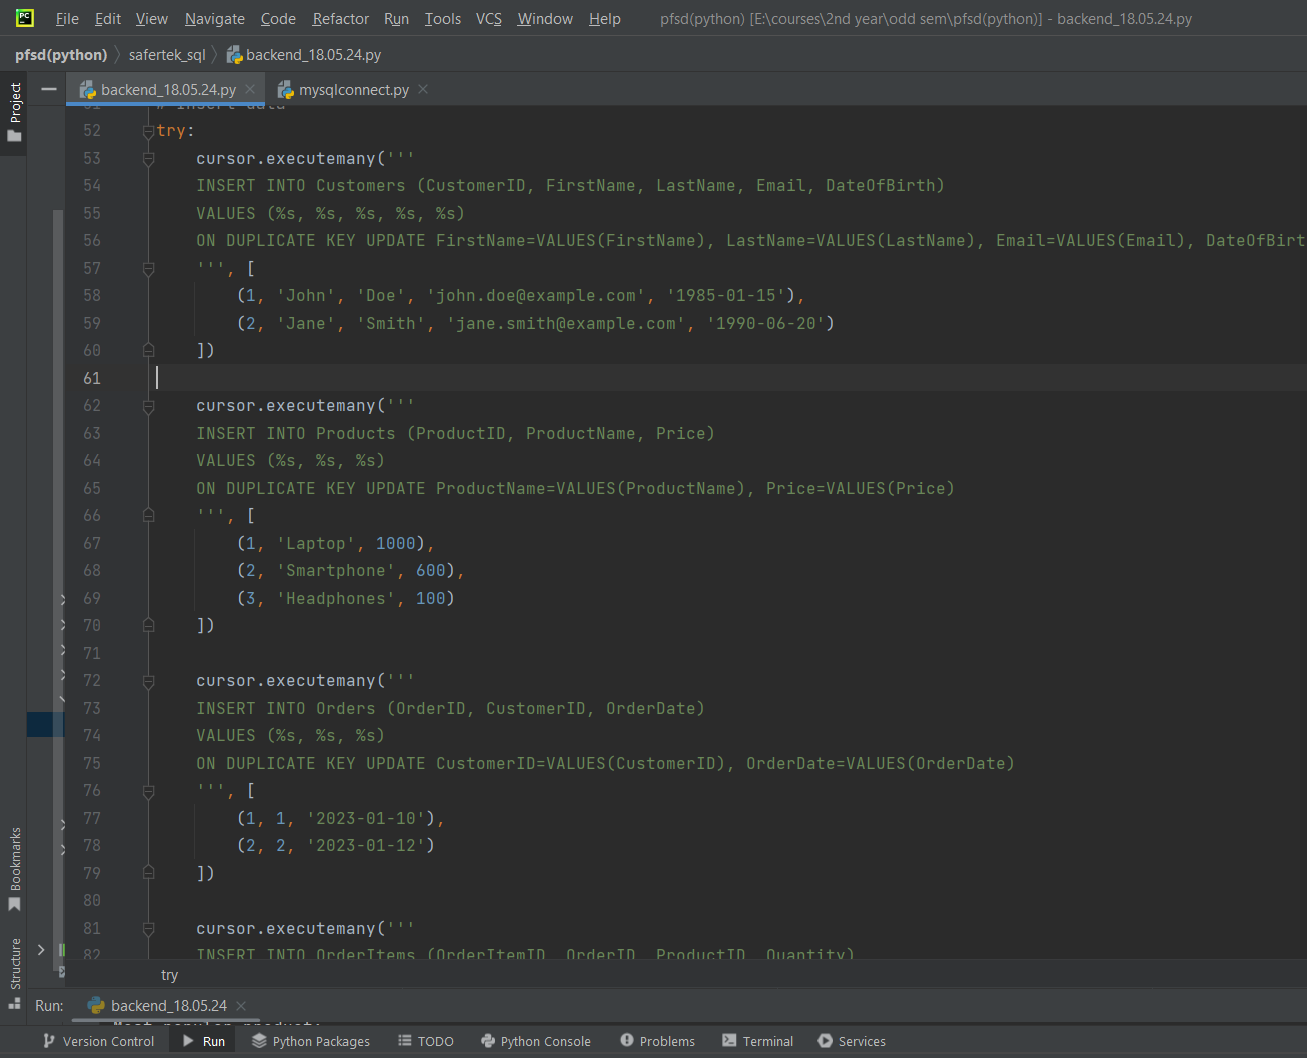 PC
File Edit View Navigate Code Refactor Run Tools VCS Window Help pfsd(python) [E:\courses\2nd year\odd sem\pfsd(python)] - backend_18.05.24.py
pfsd(python) safertek_sql backend_18.05.24.py
Project
backend_18.05.24.py mysqlconnect.py
51 # Insert data
52 try:
53 cursor.executemany('''
54 INSERT INTO Customers (CustomerID, FirstName, LastName, Email, DateOfBirth)
55 VALUES (%s, %s, %s, %s, %s)
56 ON DUPLICATE KEY UPDATE FirstName=VALUES(FirstName), LastName=VALUES(LastName), Email=VALUES(Email), DateOfBirt
57 ''', [
58 (1, 'John', 'Doe', 'john.doe@example.com', '1985-01-15'),
59 (2, 'Jane', 'Smith', 'jane.smith@example.com', '1990-06-20')
60 ])
61
62 cursor.executemany('''
63 INSERT INTO Products (ProductID, ProductName, Price)
64 VALUES (%s, %s, %s)
65 ON DUPLICATE KEY UPDATE ProductName=VALUES(ProductName), Price=VALUES(Price)
66 ''', [
67 (1, 'Laptop', 1000),
68 (2, 'Smartphone', 600),
69 (3, 'Headphones', 100)
70 ])
71
72 cursor.executemany('''
73 INSERT INTO Orders (OrderID, CustomerID, OrderDate)
74 VALUES (%s, %s, %s)
75 ON DUPLICATE KEY UPDATE CustomerID=VALUES(CustomerID), OrderDate=VALUES(OrderDate)
76 ''', [
77 (1, 1, '2023-01-10'),
78 (2, 2, '2023-01-12')
79 ])
80
81 cursor.executemany('''
82 INSERT INTO OrderItems (OrderItemID, OrderID, ProductID, Quantity)
Bookmarks
Structure
try
Run: backend_18.05.24
Most popular product:
Version Control Run Python Packages TODO Python Console Problems Terminal Services